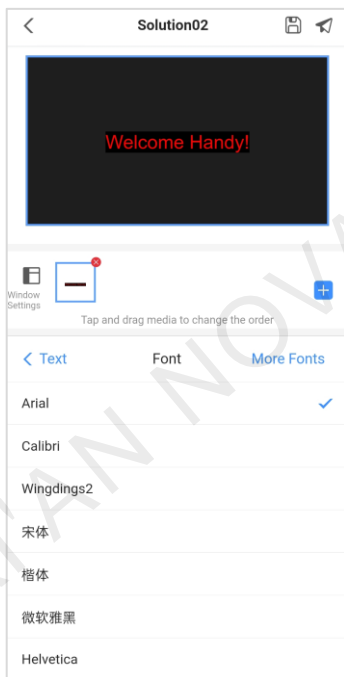 Solution02
Welcome Handy!
Window
Settings
Tap and drag media to change the order
Text Font More Fonts
Arial
Calibri
Wingdings2
宋体
楷体
微软雅黑
Helvetica